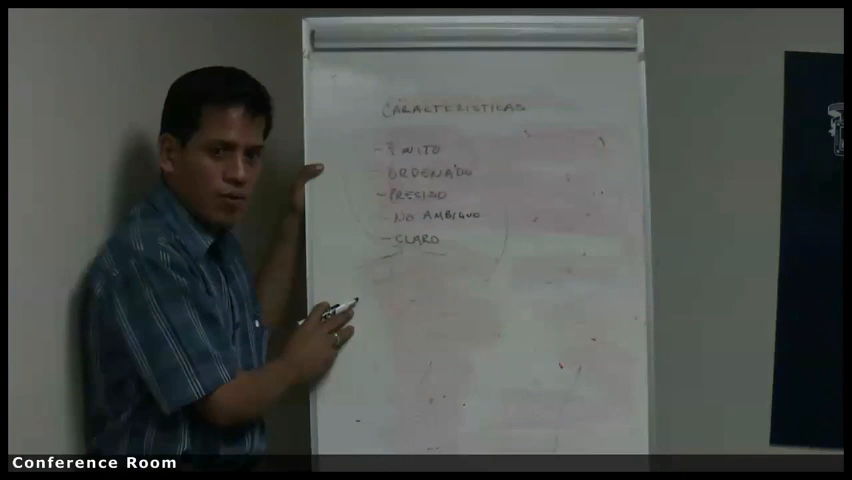 CARACTERISTICAS
- FINITO
- ORDENADO
- PRECISO
- NO AMBIGUO
- CLARO
Conference Room